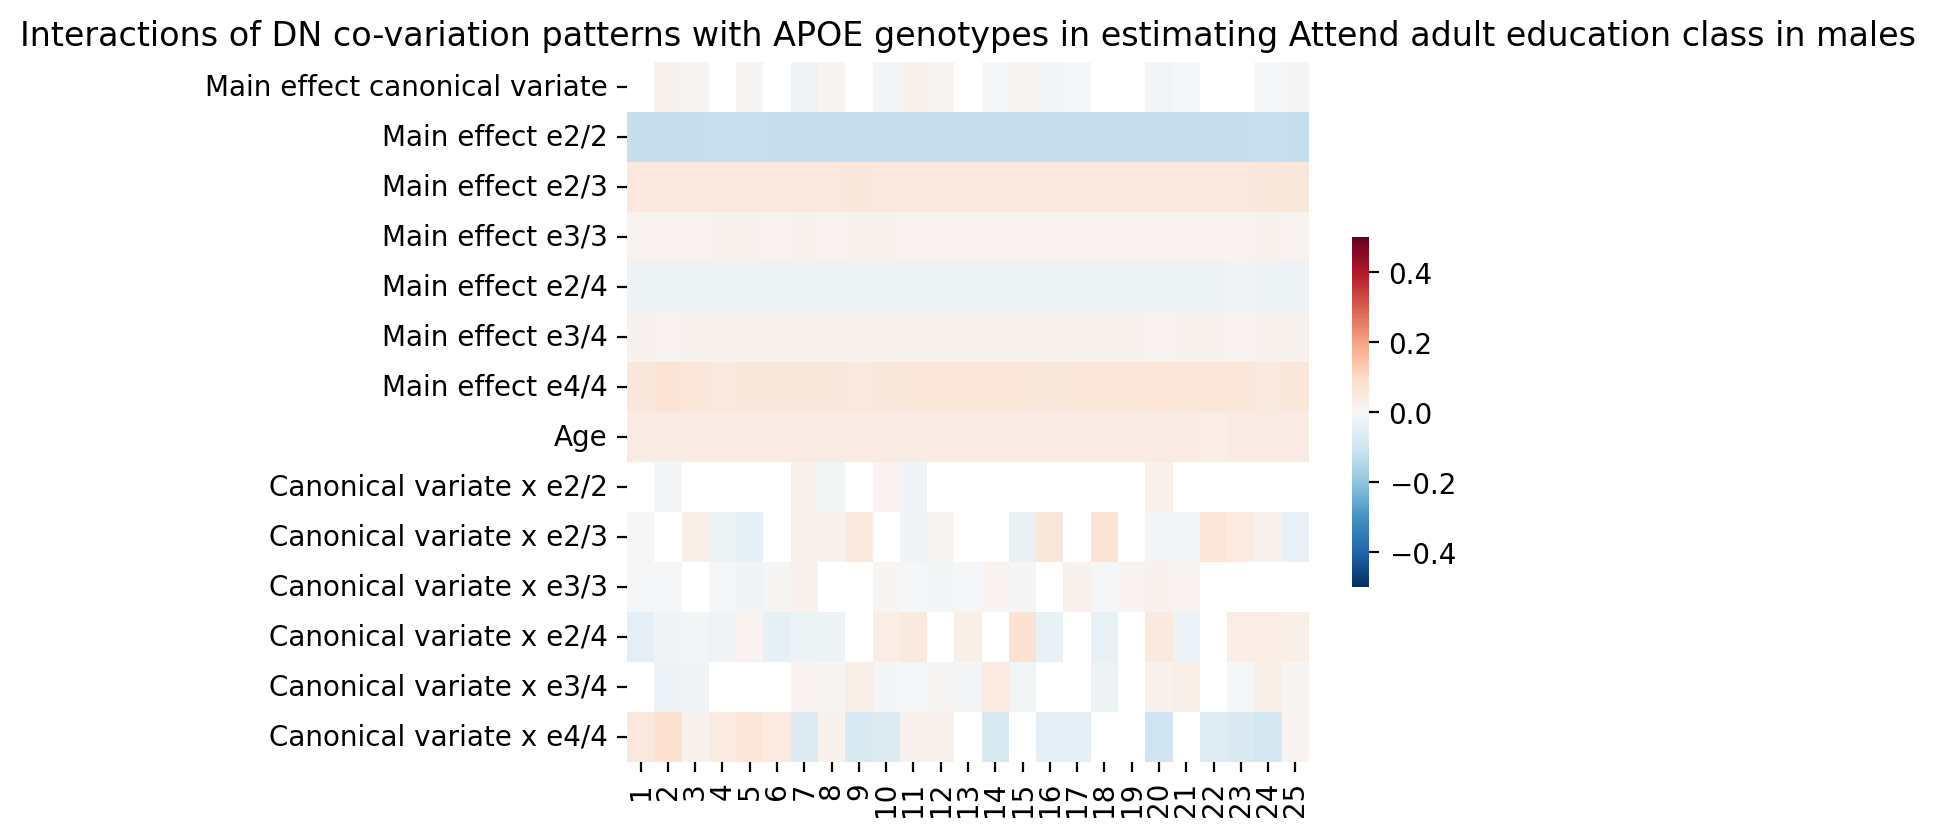 Interactions of DN co-variation patterns with APOE genotypes in estimating Attend adult education class in males
Main effect canonical variate
Main effect e2/2
Main effect e2/3
Main effect e3/3
Main effect e2/4
Main effect e3/4
Main effect e4/4
Age
Canonical variate x e2/2
Canonical variate x e2/3
Canonical variate x e3/3
Canonical variate x e2/4
Canonical variate x e3/4
Canonical variate x e4/4
1 2 3 4 5 6 7 8 9 10 11 12 13 14 15 16 17 18 19 20 21 22 23 24 25
0.4
0.2
0.0
−0.2
−0.4